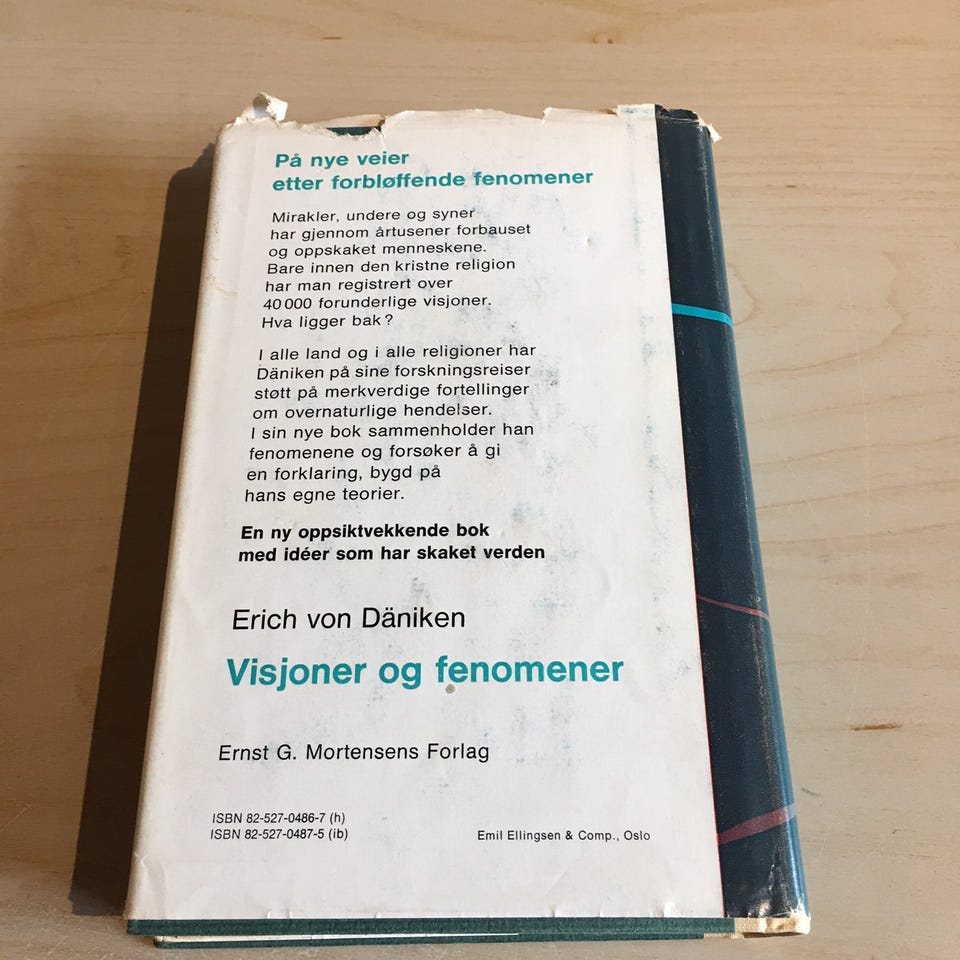 På nye veier
etter forbløffende fenomener
Mirakler, undere og syner
har gjennom årtusener forbauset
og oppskaket menneskene.
Bare innen den kristne religion
har man registrert over
40 000 forunderlige visjoner.
Hva ligger bak?
I alle land og i alle religioner har
Däniken på sine forskningsreiser
støtt på merkverdige fortellinger
om overnaturlige hendelser.
I sin nye bok sammenholder han
fenomenene og forsøker å gi
en forklaring, bygd på
hans egne teorier.
En ny oppsiktvekkende bok
med idéer som har skaket verden
Erich von Däniken
Visjoner og fenomener
Ernst G. Mortensens Forlag
ISBN 82-527-0486-7 (h)
ISBN 82-527-0487-5 (ib)
Emil Ellingsen & Comp., Oslo